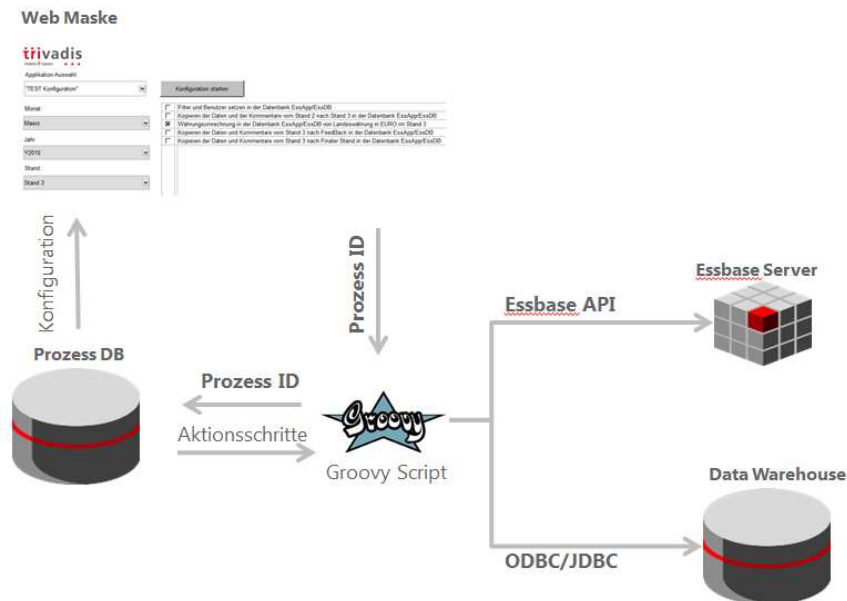 Web Maske
trivadis
Applikation Auswahl:
"TEST Konfiguration"
Konfiguration starten
Monat:
Maerz
Jahr:
Y2016
Stand:
Stand 3
Filter und Benutzer setzen in der Datenbank EssApp/EssDB
Kopieren der Daten und der Kommentare vom Stand 2 nach Stand 3 in der Datenbank EssApp/EssDB
Währungsumrechnung in der Datenbank EssApp/EssDB von Landeswährung in EURO im Stand 3
Kopieren der Daten und Kommentare vom Stand 3 nach FeedBack in der Datenbank EssApp/EssDB
Kopieren der Daten und Kommentare vom Stand 3 nach Finaler Stand in der Datenbank EssApp/EssDB
Konfiguration
Prozess ID
Essbase Server
Essbase API
Prozess DB
Prozess ID
Aktionsschritte
Groovy
Groovy Script
Data Warehouse
ODBC/JDBC